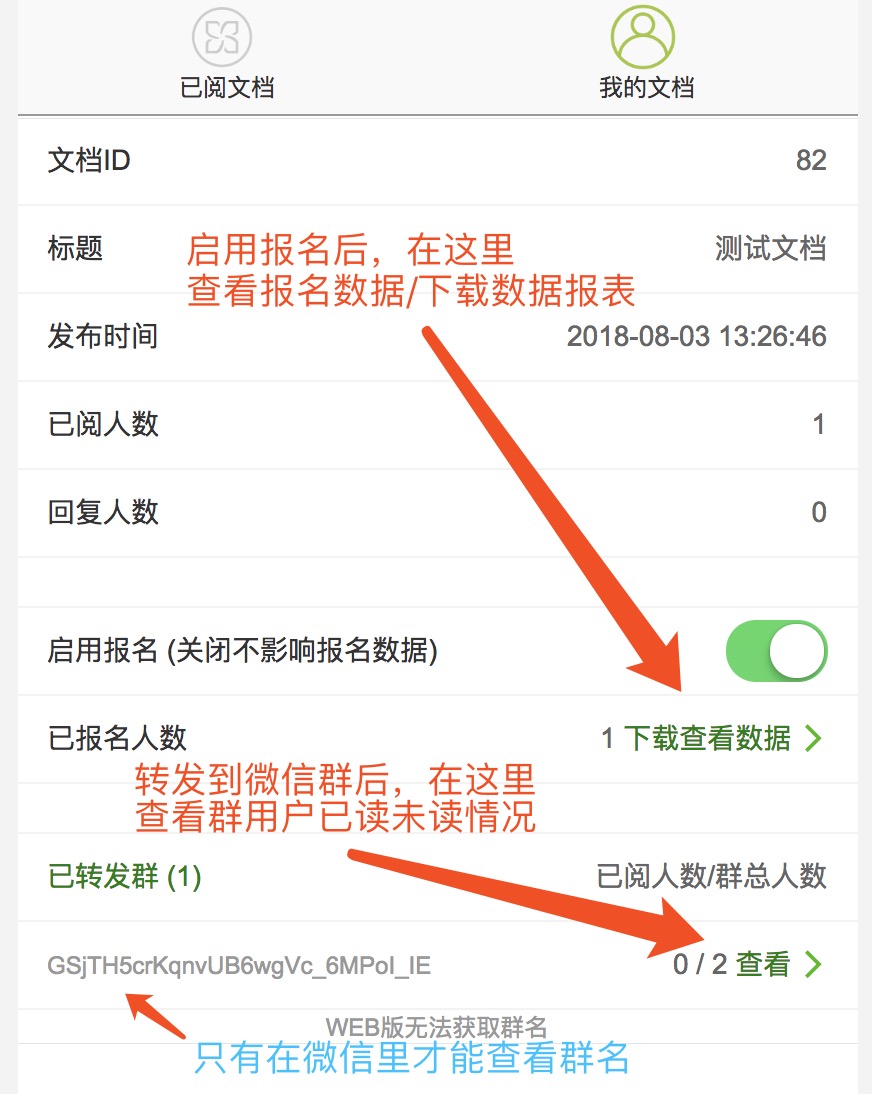 已阅文档
我的文档
文档ID 82
标题 测试文档
启用报名后，在这里
查看报名数据/下载数据报表
发布时间 2018-08-03 13:26:46
已阅人数 1
回复人数 0
启用报名 (关闭不影响报名数据)
已报名人数 1 下载查看数据
转发到微信群后，在这里
查看群用户已读未读情况
已转发群 (1) 已阅人数/群总人数
GSjTH5crKqnvUB6wgVc_6MPoI_IE 0 / 2 查看
WEB版无法获取群名
只有在微信里才能查看群名